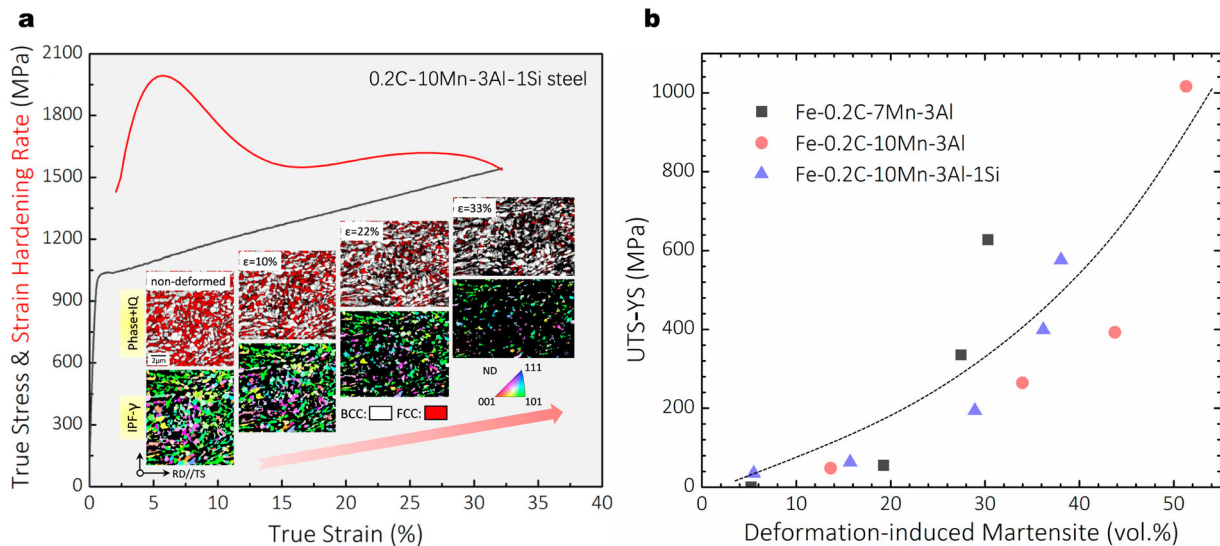 a
True Stress & Strain Hardening Rate (MPa)
2100
1800
1500
1200
900
600
300
0
0.2C-10Mn-3Al-1Si steel
ε=33%
ε=22%
ε=10%
non-deformed
Phase+IQ
2μm
IPF-γ
ND
111
001
101
BCC:
FCC:
RD//TS
0 5 10 15 20 25 30 35 40
True Strain (%)
b
UTS-YS (MPa)
1000
800
600
400
200
0
Fe-0.2C-7Mn-3Al
Fe-0.2C-10Mn-3Al
Fe-0.2C-10Mn-3Al-1Si
0 10 20 30 40 50
Deformation-induced Martensite (vol.%)